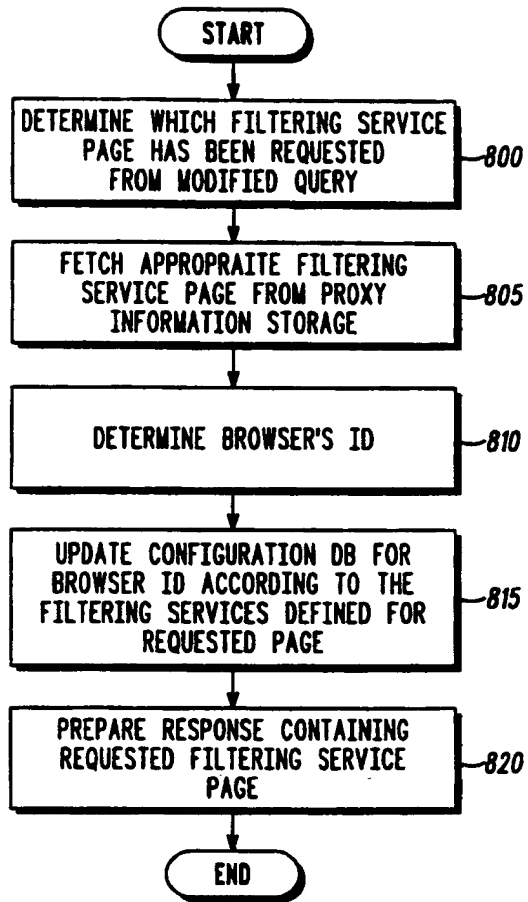 START
DETERMINE WHICH FILTERING SERVICE
PAGE HAS BEEN REQUESTED
FROM MODIFIED QUERY
800
FETCH APPROPRAITE FILTERING
SERVICE PAGE FROM PROXY
INFORMATION STORAGE
805
DETERMINE BROWSER'S ID
810
UPDATE CONFIGURATION DB FOR
BROWSER ID ACCORDING TO THE
FILTERING SERVICES DEFINED FOR
REQUESTED PAGE
815
PREPARE RESPONSE CONTAINING
REQUESTED FILTERING SERVICE
PAGE
820
END